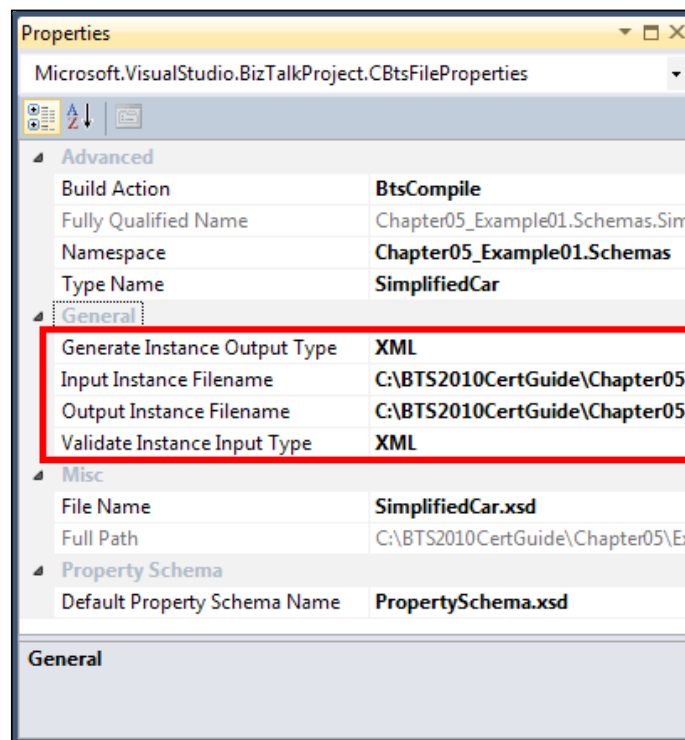 Properties
Microsoft.VisualStudio.BizTalkProject.CBtsFileProperties
Advanced
Build Action BtsCompile
Fully Qualified Name Chapter05_Example01.Schemas.Sim
Namespace Chapter05_Example01.Schemas
Type Name SimplifiedCar
General
Generate Instance Output Type XML
Input Instance Filename C:\BTS2010CertGuide\Chapter05
Output Instance Filename C:\BTS2010CertGuide\Chapter05
Validate Instance Input Type XML
Misc
File Name SimplifiedCar.xsd
Full Path C:\BTS2010CertGuide\Chapter05\E
Property Schema
Default Property Schema Name PropertySchema.xsd
General